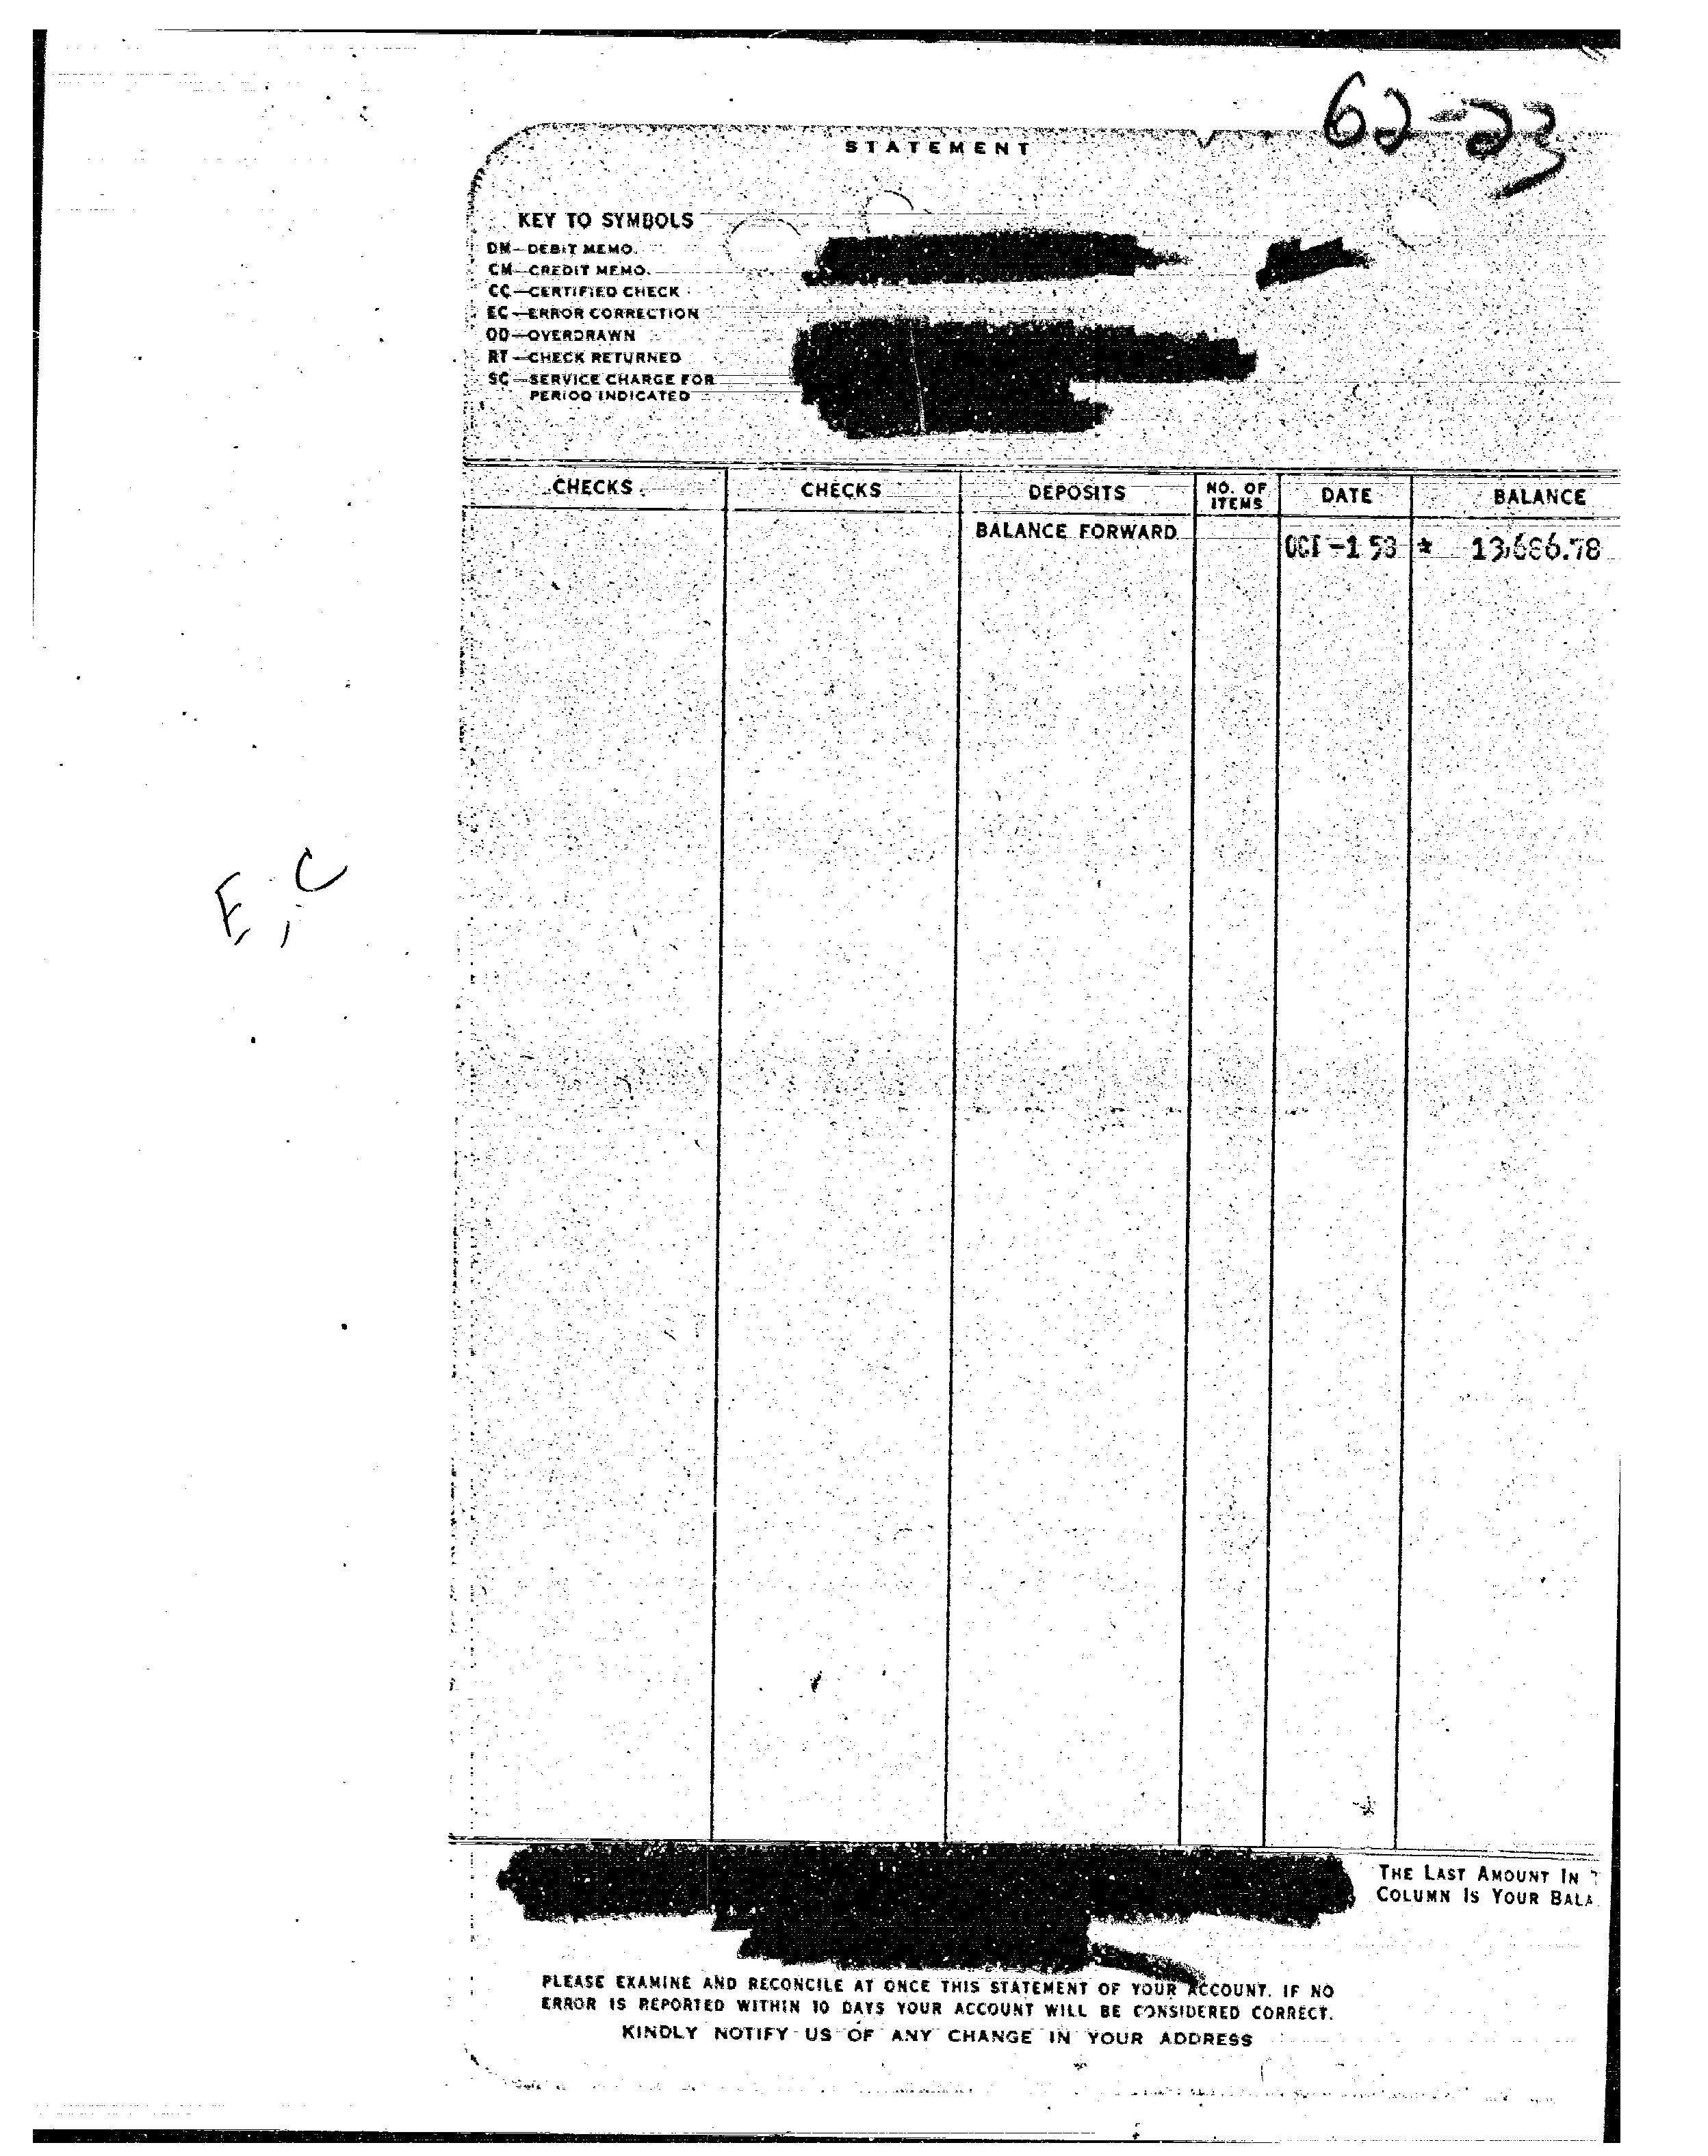 62-23
STATEMENT
KEY TO SYMBOLS
DM—DEBIT MEMO.
CM—CREDIT MEMO.
CC—CERTIFIED CHECK
EC—ERROR CORRECTION
OD—OVERDRAWN
RT—CHECK RETURNED
SC—SERVICE CHARGE FOR
PERIOD INDICATED
CHECKS CHECKS DEPOSITS NO. OF ITEMS DATE BALANCE
BALANCE FORWARD OCT -1 53 * 13,686.78
E, C
THE LAST AMOUNT IN
COLUMN IS YOUR BALA
PLEASE EXAMINE AND RECONCILE AT ONCE THIS STATEMENT OF YOUR ACCOUNT. IF NO
ERROR IS REPORTED WITHIN 10 DAYS YOUR ACCOUNT WILL BE CONSIDERED CORRECT.
KINDLY NOTIFY US OF ANY CHANGE IN YOUR ADDRESS